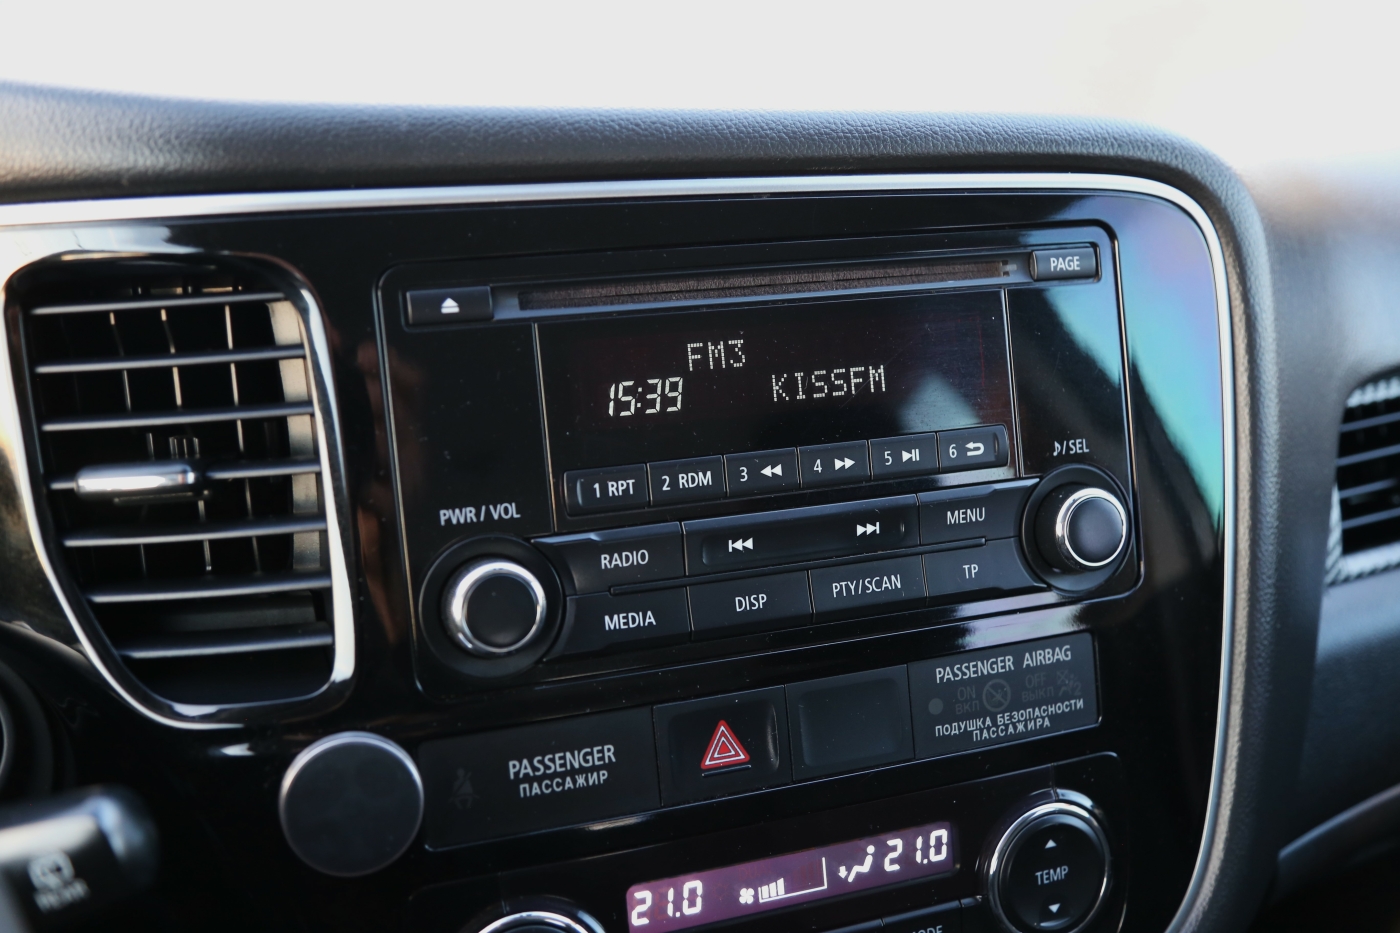 PAGE
FM3
15:39 KISSFM
♪/SEL
1 RPT 2 RDM 3 4 5 6
PWR / VOL
RADIO MENU
MEDIA DISP PTY/SCAN TP
PASSENGER AIRBAG
ON OFF
ВКЛ ВЫКЛ
ПОДУШКА БЕЗОПАСНОСТИ
ПАССАЖИРА
PASSENGER
ПАССАЖИР
21.0 21.0
TEMP